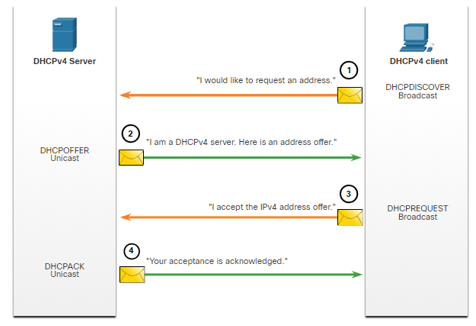 DHCPv4 Server
DHCPv4 client
1
"I would like to request an address."
DHCPDISCOVER
Broadcast
2
"I am a DHCPv4 server. Here is an address offer."
DHCPOFFER
Unicast
3
"I accept the IPv4 address offer."
DHCPREQUEST
Broadcast
4
"Your acceptance is acknowledged."
DHCPACK
Unicast